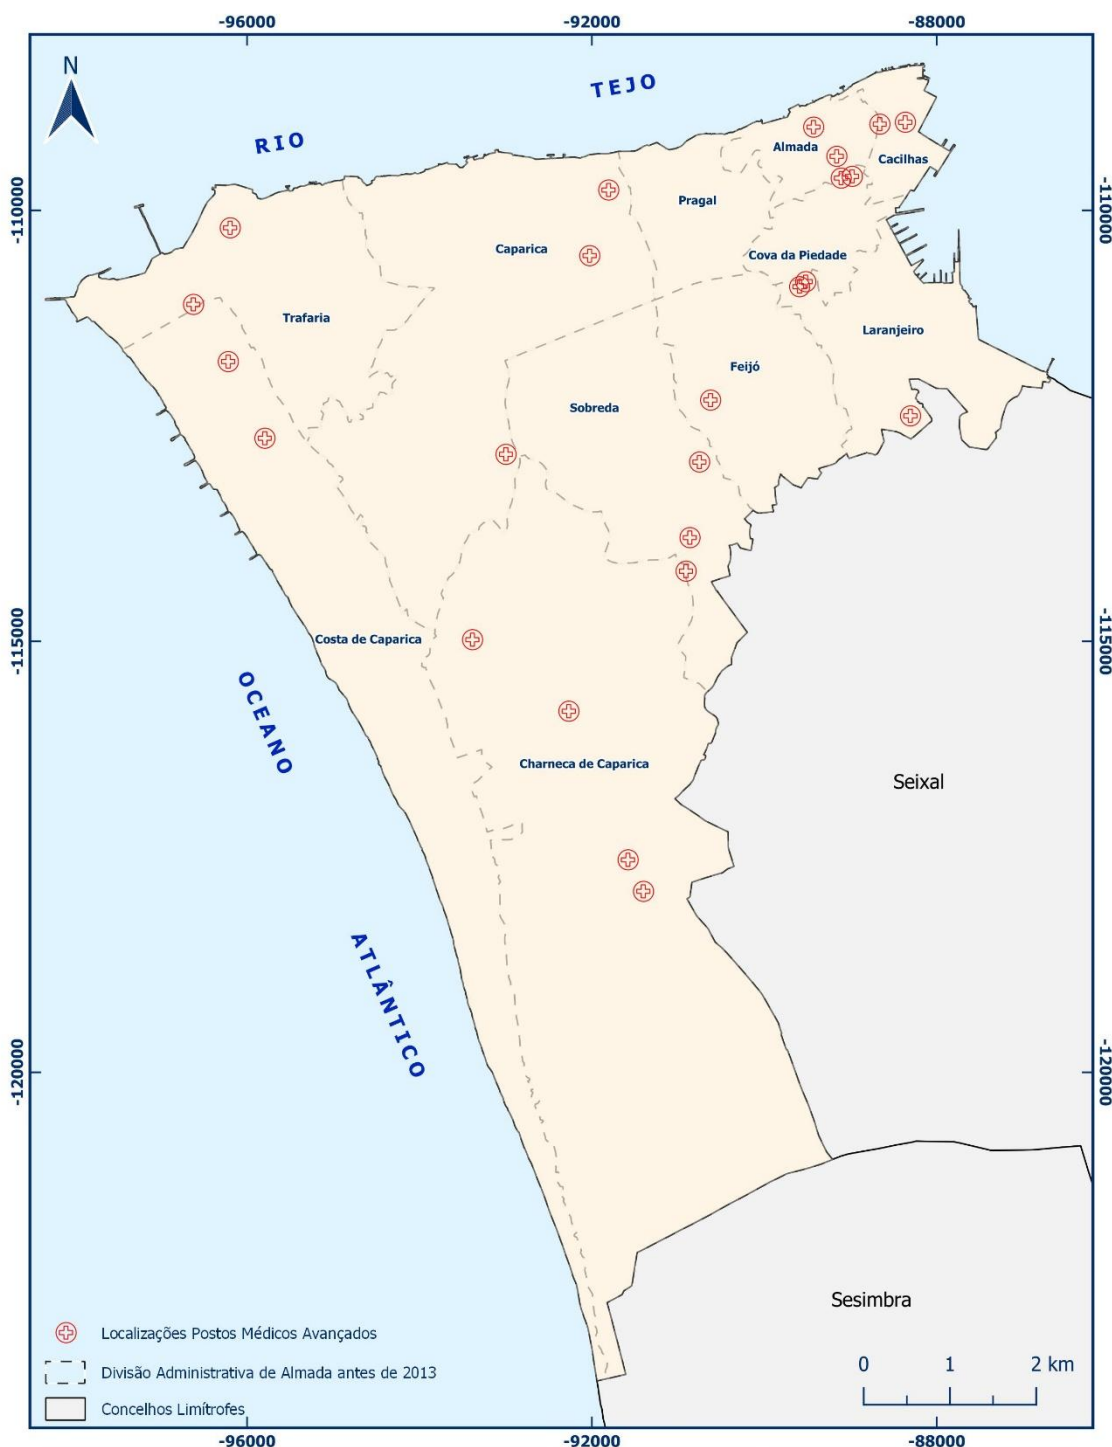 -96000
-92000
-88000
N
RIO
TEJO
Almada
Cacilhas
Pragal
-110000
-110000
Caparica
Cova da Piedade
Trafaria
Laranjeiro
Feijó
Sobreda
Costa de Caparica
-115000
-115000
OCEANO
Charneca de Caparica
Seixal
ATLÂNTICO
-120000
-120000
Sesimbra
Localizações Postos Médicos Avançados
Divisão Administrativa de Almada antes de 2013
Concelhos Limítrofes
0 1 2 km
-96000
-92000
-88000